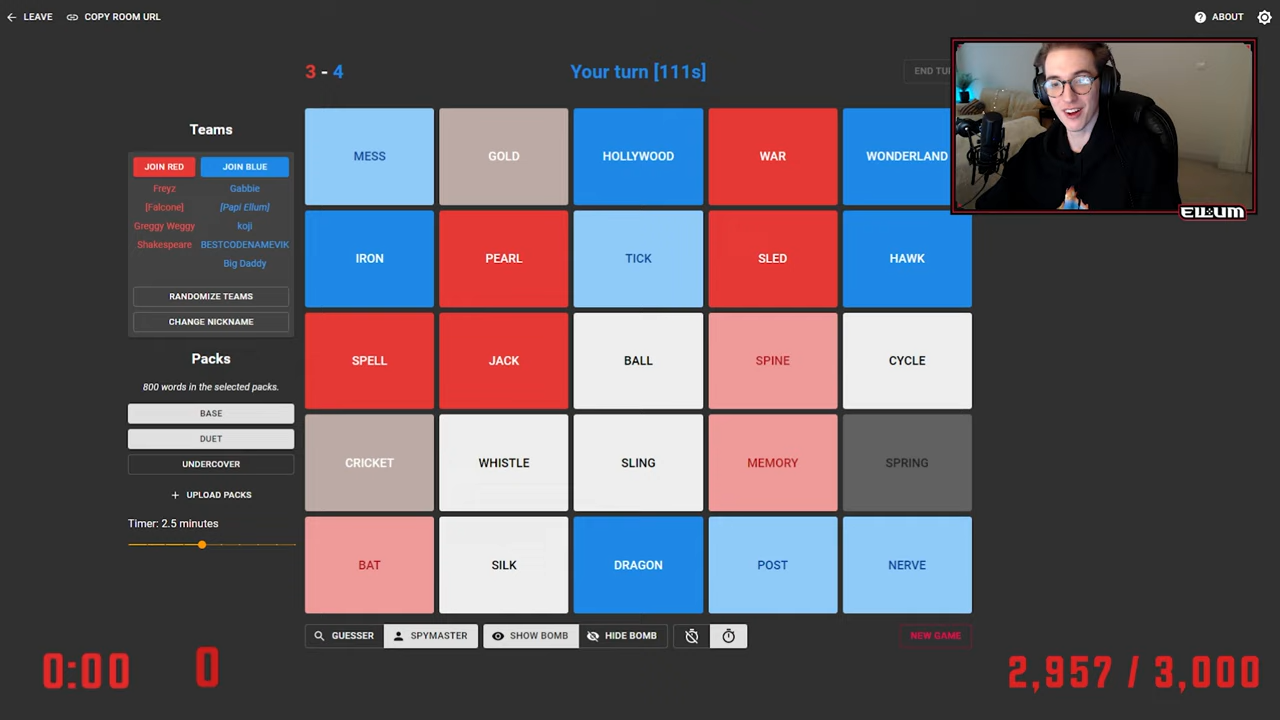 LEAVE
COPY ROOM URL
ABOUT
3 - 4
Your turn [111s]
Teams
JOIN RED
JOIN BLUE
Freyz
Gabbie
[Falcone]
[Papi Ellum]
Greggy Weggy
koji
Shakespeare
BESTCODENAMEVIK
Big Daddy
RANDOMIZE TEAMS
CHANGE NICKNAME
Packs
800 words in the selected packs.
BASE
DUET
UNDERCOVER
+ UPLOAD PACKS
Timer: 2.5 minutes
MESS
GOLD
HOLLYWOOD
WAR
WONDERLAND
IRON
PEARL
TICK
SLED
HAWK
SPELL
JACK
BALL
SPINE
CYCLE
CRICKET
WHISTLE
SLING
MEMORY
SPRING
BAT
SILK
DRAGON
POST
NERVE
GUESSER
SPYMASTER
SHOW BOMB
HIDE BOMB
NEW GAME
ELLUM
0:00
0
2,957 / 3,000